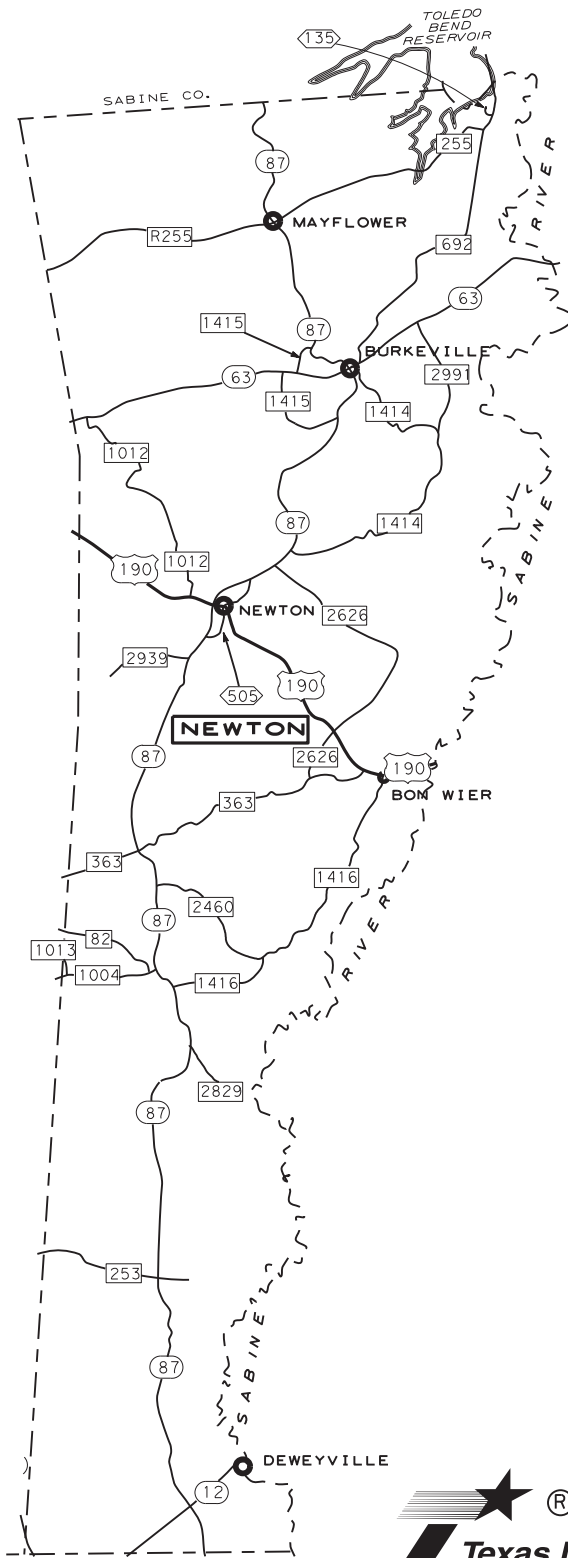 TOLEDO
BEND
RESERVOIR
135
SABINE CO.
255
87
RIVER
MAYFLOWER
R255
692
63
1415
87
BURKEVILLE
63
2991
1415
1414
1012
SABINE
87
1414
190
1012
NEWTON
2626
2939
505
190
NEWTON
87
2626
190
BON WIER
363
363
1416
2460
87
RIVER
82
1013
1004
1416
2829
87
253
SABINE
87
DEWEYVILLE
12
®